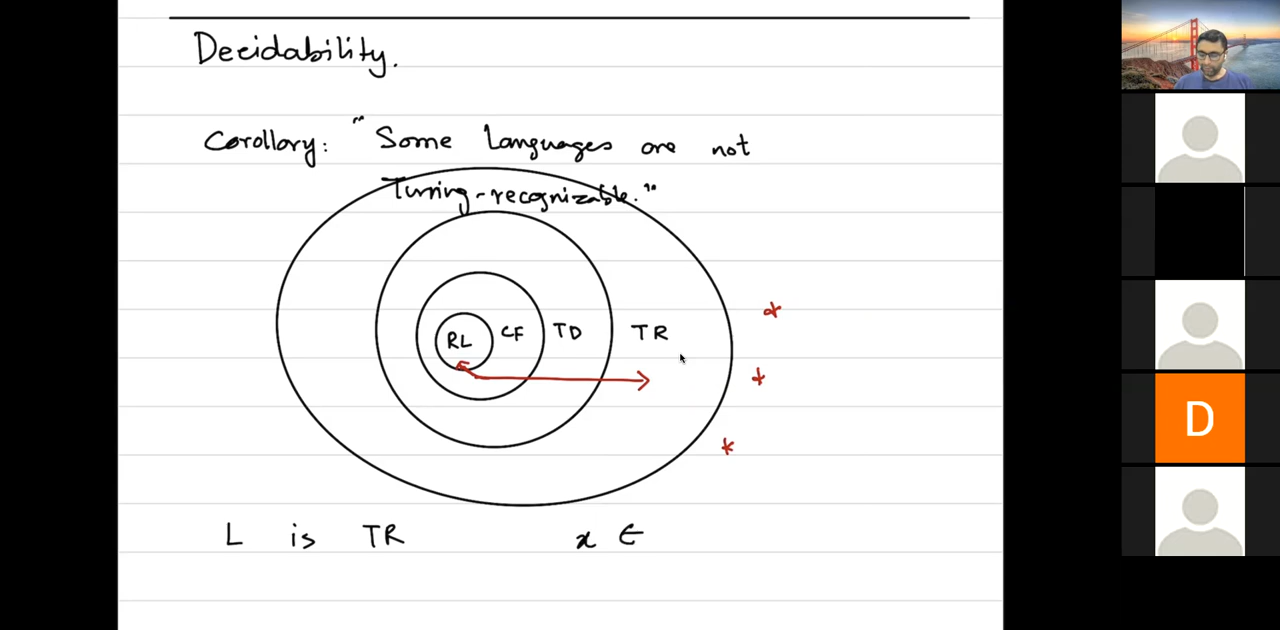 Decidability.
Corollary: "Some Languages are not
Turing-recognizable."
RL CF TD TR
L is TR x ∈
D